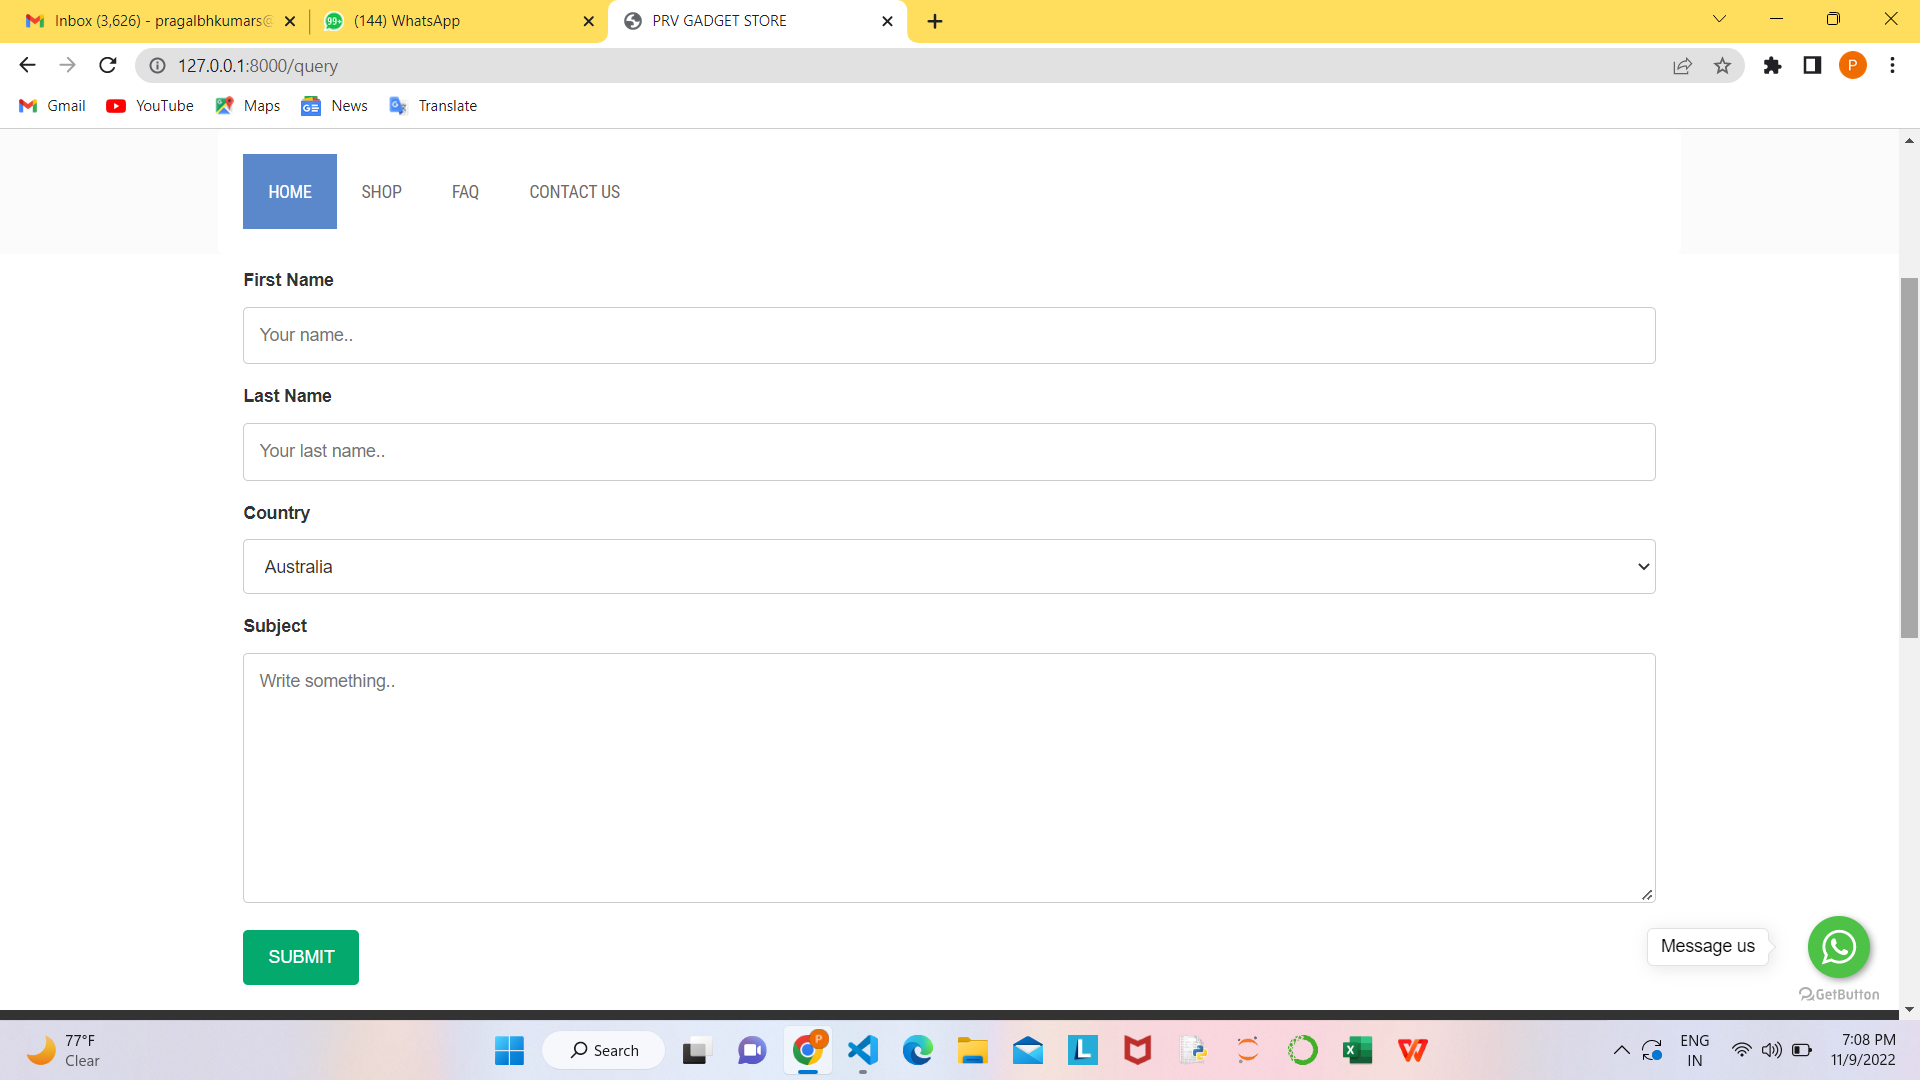 Inbox (3,626) - pragalbhkumars@
(144) WhatsApp
PRV GADGET STORE
127.0.0.1:8000/query
P
Gmail
YouTube
Maps
News
Translate
HOME
SHOP
FAQ
CONTACT US
First Name
Your name..
Last Name
Your last name..
Country
Australia
Subject
Write something..
SUBMIT
Message us
GetButton
77°F
Clear
Search
ENG
IN
7:08 PM
11/9/2022